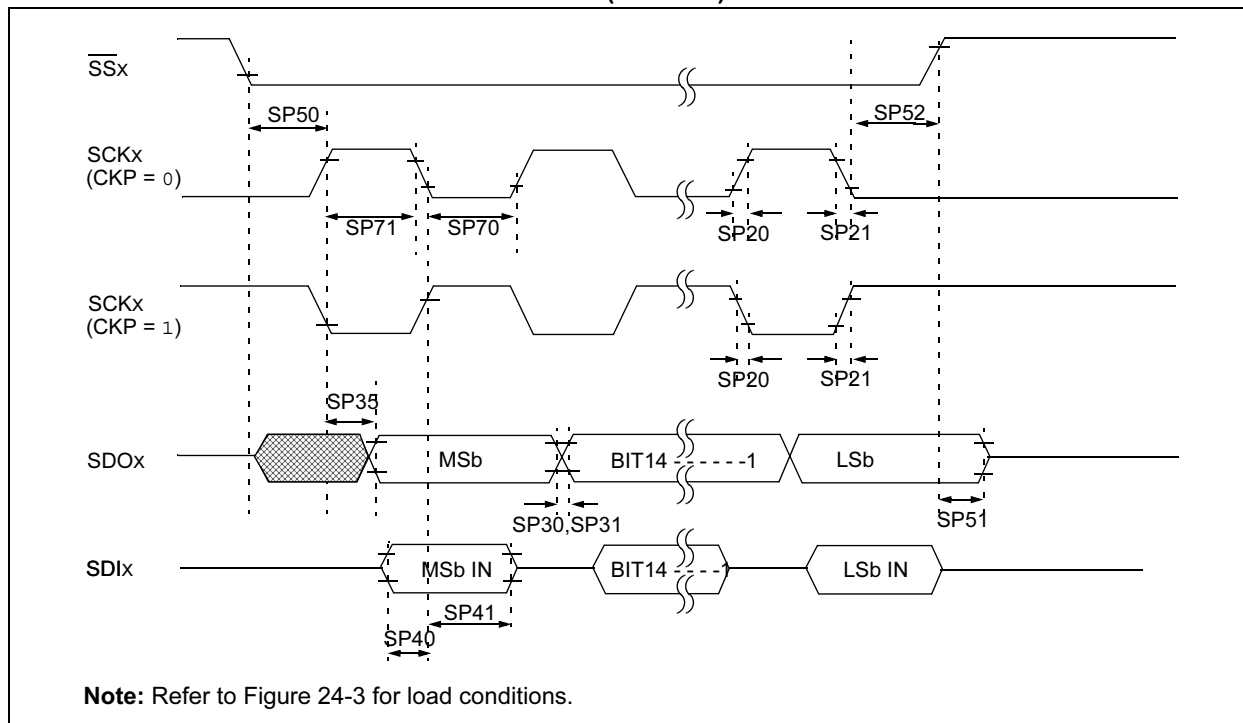 SSx
SP50
SP52
SCKx
(CKP = 0)
SP71
SP70
SP20
SP21
SCKx
(CKP = 1)
SP20
SP21
SP35
SDOx
MSb
BIT14 - - - - - -1
LSb
SP30,SP31
SP51
SDIx
MSb IN
BIT14 - - - -1
LSb IN
SP41
SP40
Note: Refer to Figure 24-3 for load conditions.